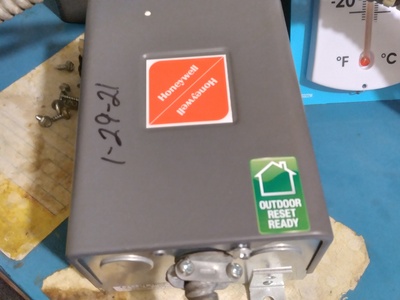 -20
°F
°C
Honeywell
Honeywell
1-29-21
OUTDOOR
RESET
READY